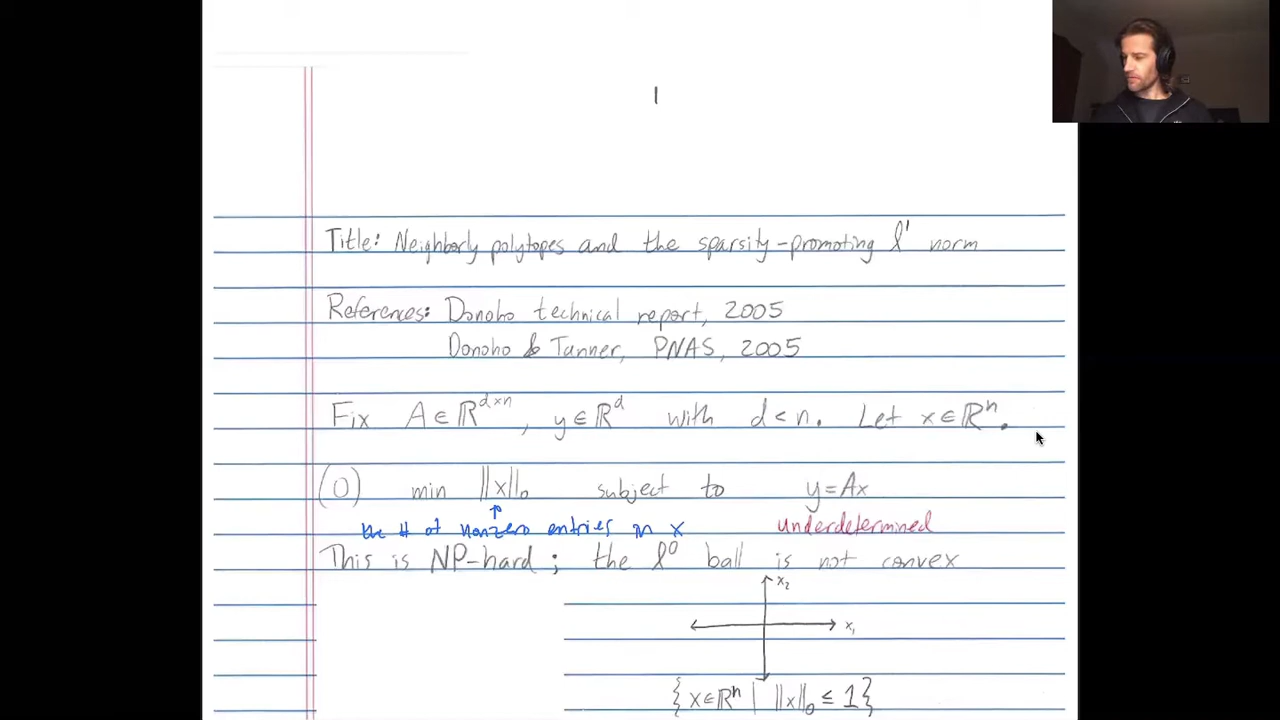 1
Title: Neighborly polytopes and the sparsity-promoting ℓ¹ norm
References: Donoho technical report, 2005
Donoho & Tanner, PNAS, 2005
Fix A∈ℝ^{d×n}, y∈ℝ^d with d<n. Let x∈ℝ^n.
(0) min ||x||₀ subject to y=Ax
↑
the # of nonzero entries in x underdetermined
This is NP-hard; the ℓ⁰ ball is not convex
x₂
x₁
{x∈ℝ^n | ||x||₀ ≤ 1}